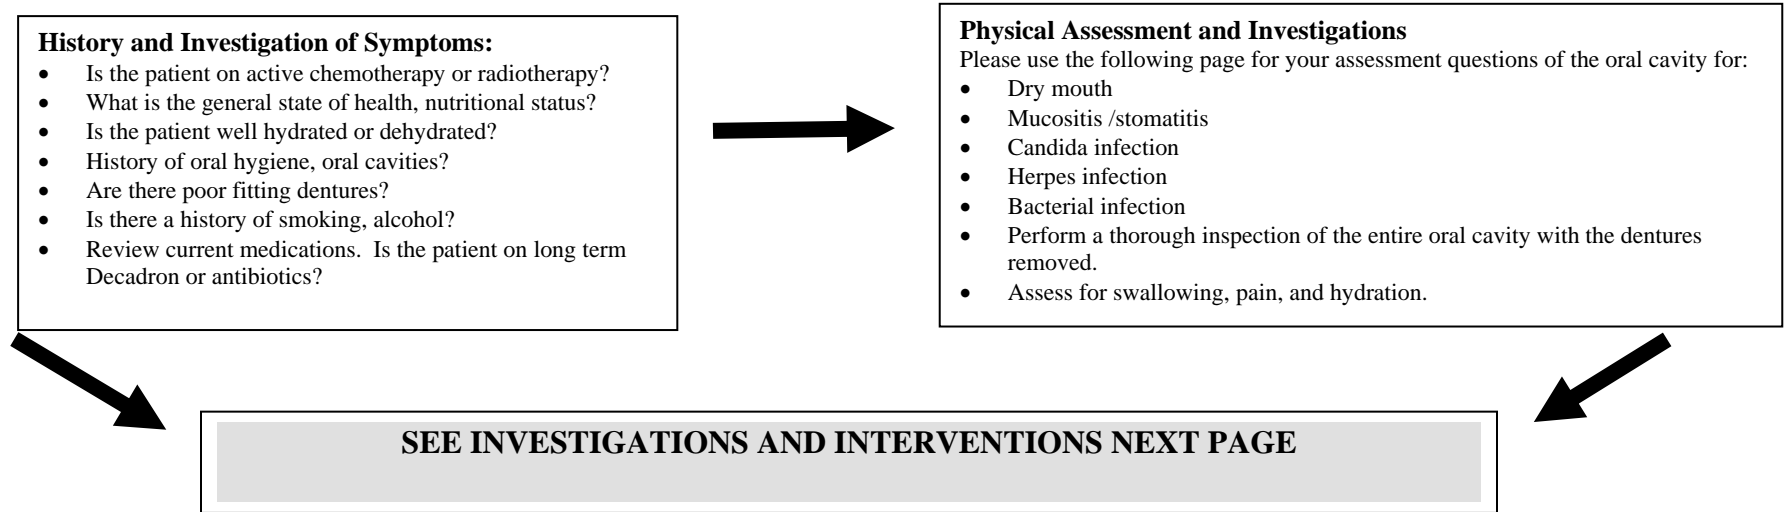 History and Investigation of Symptoms:
• Is the patient on active chemotherapy or radiotherapy?
• What is the general state of health, nutritional status?
• Is the patient well hydrated or dehydrated?
• History of oral hygiene, oral cavities?
• Are there poor fitting dentures?
• Is there a history of smoking, alcohol?
• Review current medications.  Is the patient on long term
Decadron or antibiotics?
Physical Assessment and Investigations
Please use the following page for your assessment questions of the oral cavity for:
• Dry mouth
• Mucositis /stomatitis
• Candida infection
• Herpes infection
• Bacterial infection
• Perform a thorough inspection of the entire oral cavity with the dentures
removed.
• Assess for swallowing, pain, and hydration.
SEE INVESTIGATIONS AND INTERVENTIONS NEXT PAGE